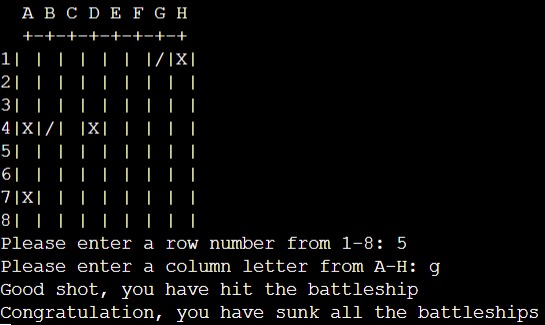 A B C D E F G H
  +-+-+-+-+-+-+-+
1| | | | | | |/|X|
2| | | | | | | | |
3| | | | | | | | |
4|X|/| |X| | | | |
5| | | | | | | | |
6| | | | | | | | |
7|X| | | | | | | |
8| | | | | | | | |
Please enter a row number from 1-8: 5
Please enter a column letter from A-H: g
Good shot, you have hit the battleship
Congratulation, you have sunk all the battleships